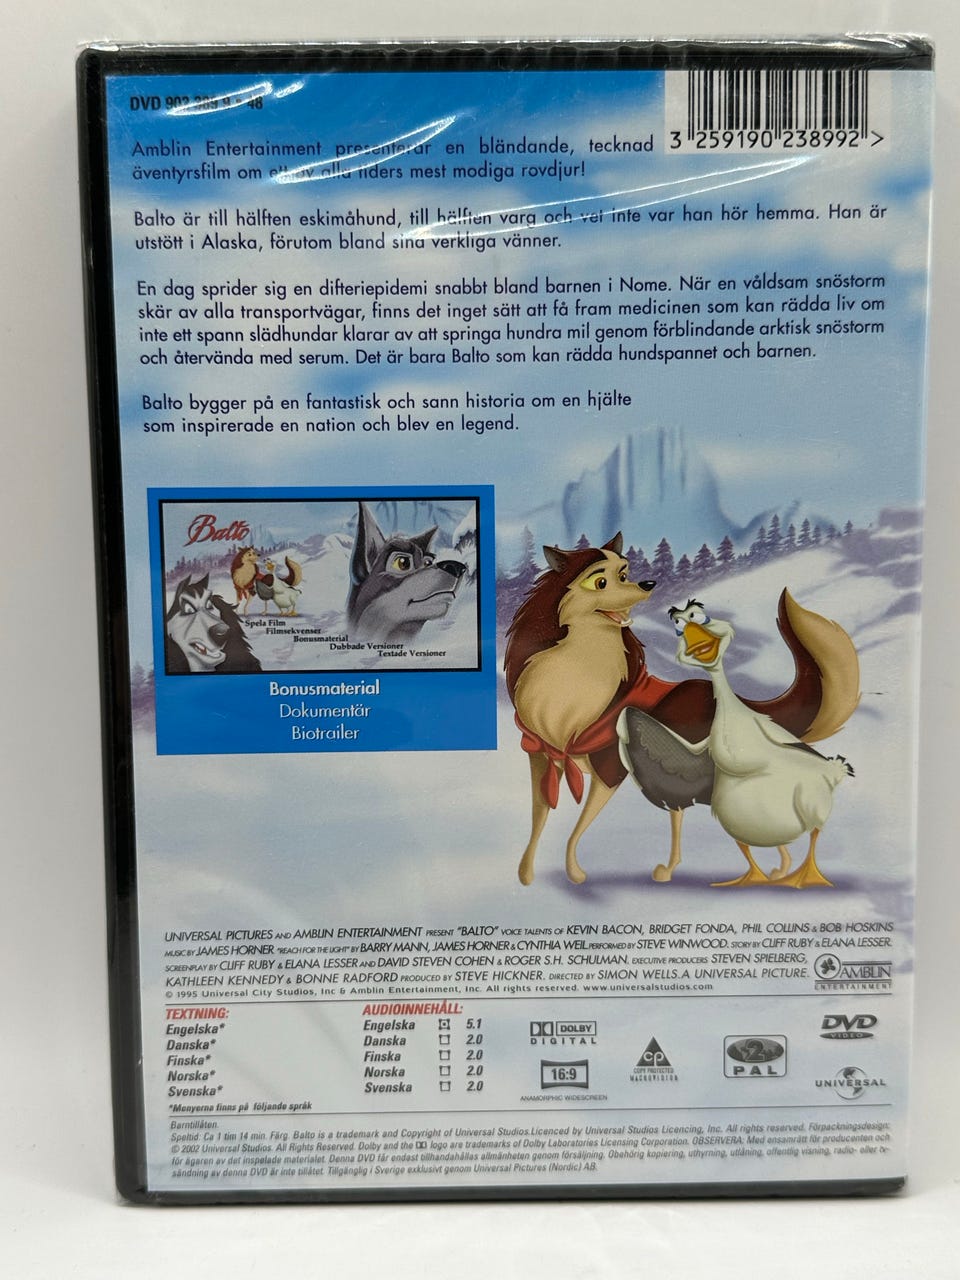 DVD 902 389 9 • 48
3 259190 238992 >
Amblin Entertainment presenterar en bländande, tecknad
äventyrsfilm om ett av alla tiders mest modiga rovdjur!
Balto är till hälften eskimåhund, till hälften varg och vet inte var han hör hemma. Han är
utstött i Alaska, förutom bland sina verkliga vänner.
En dag sprider sig en difteriepidemi snabbt bland barnen i Nome. När en våldsam snöstorm
skär av alla transportvägar, finns det inget sätt att få fram medicinen som kan rädda liv om
inte ett spann slädhundar klarar av att springa hundra mil genom förblindande arktisk snöstorm
och återvända med serum. Det är bara Balto som kan rädda hundspannet och barnen.
Balto bygger på en fantastisk och sann historia om en hjälte
som inspirerade en nation och blev en legend.
Balto
Spela Film
Filmsekvenser
Bonusmaterial
Dubbade Versioner
Textade Versioner
Bonusmaterial
Dokumentär
Biotrailer
UNIVERSAL PICTURES AND AMBLIN ENTERTAINMENT PRESENT "BALTO" VOICE TALENTS OF KEVIN BACON, BRIDGET FONDA, PHIL COLLINS & BOB HOSKINS
MUSIC BY JAMES HORNER. "REACH FOR THE LIGHT" BY BARRY MANN, JAMES HORNER & CYNTHIA WEIL PERFORMED BY STEVE WINWOOD. STORY BY CLIFF RUBY & ELANA LESSER.
SCREENPLAY BY CLIFF RUBY & ELANA LESSER AND DAVID STEVEN COHEN & ROGER S.H. SCHULMAN. EXECUTIVE PRODUCERS STEVEN SPIELBERG,
KATHLEEN KENNEDY & BONNE RADFORD PRODUCED BY STEVE HICKNER. DIRECTED BY SIMON WELLS. A UNIVERSAL PICTURE.
© 1995 Universal City Studios, Inc & Amblin Entertainment, Inc. All rights reserved. www.universalstudios.com
AMBLIN
ENTERTAINMENT
TEXTNING:
Engelska*
Danska*
Finska*
Norska*
Svenska*
*Menyerna finns på följande språk
AUDIOINNEHÅLL:
Engelska 5.1
Danska 2.0
Finska 2.0
Norska 2.0
Svenska 2.0
DOLBY
DIGITAL
16:9
ANAMORPHIC WIDESCREEN
CP
COPY PROTECTED
MACROVISION
2
PAL
DVD
VIDEO
UNIVERSAL
Barntillåten.
Speltid: Ca 1 tim 14 min. Färg. Balto is a trademark and Copyright of Universal Studios. Licenced by Universal Studios Licencing, Inc. All rights reserved. Förpackningsdesign:
© 2002 Universal Studios. All Rights Reserved. Dolby and the DD logo are trademarks of Dolby Laboratories Licensing Corporation. OBSERVERA: Med ensamrätt för producenten och
för ägaren av det inspelade materialet. Denna DVD får endast tillhandahållas allmänheten genom försäljning. Obehörig kopiering, uthyrning, utlåning, offentlig visning, radio- eller tv-
sändning av denna DVD är inte tillåtet. Tillgänglig i Sverige exklusivt genom Universal Pictures (Nordic) AB.